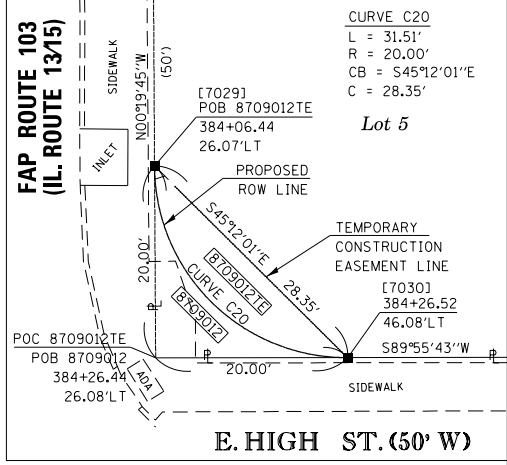 FAP ROUTE 103
(IL. ROUTE 13/15)
SIDEWALK
N00°19'45"W
(50')
CURVE C20
L = 31.51'
R = 20.00'
CB = S45°12'01"E
C = 28.35'
Lot 5
[7029]
POB 8709012TE
384+06.44
26.07'LT
INLET
PROPOSED
ROW LINE
S45°12'01"E
28.35'
TEMPORARY
CONSTRUCTION
EASEMENT LINE
20.00'
CURVE C20
8709012TE
8709012
[7030]
384+26.52
46.08'LT
POC 8709012TE
POB 8709012
384+26.44
26.08'LT
20.00'
S89°55'43"W
ADA
SIDEWALK
E. HIGH ST. (50' W)